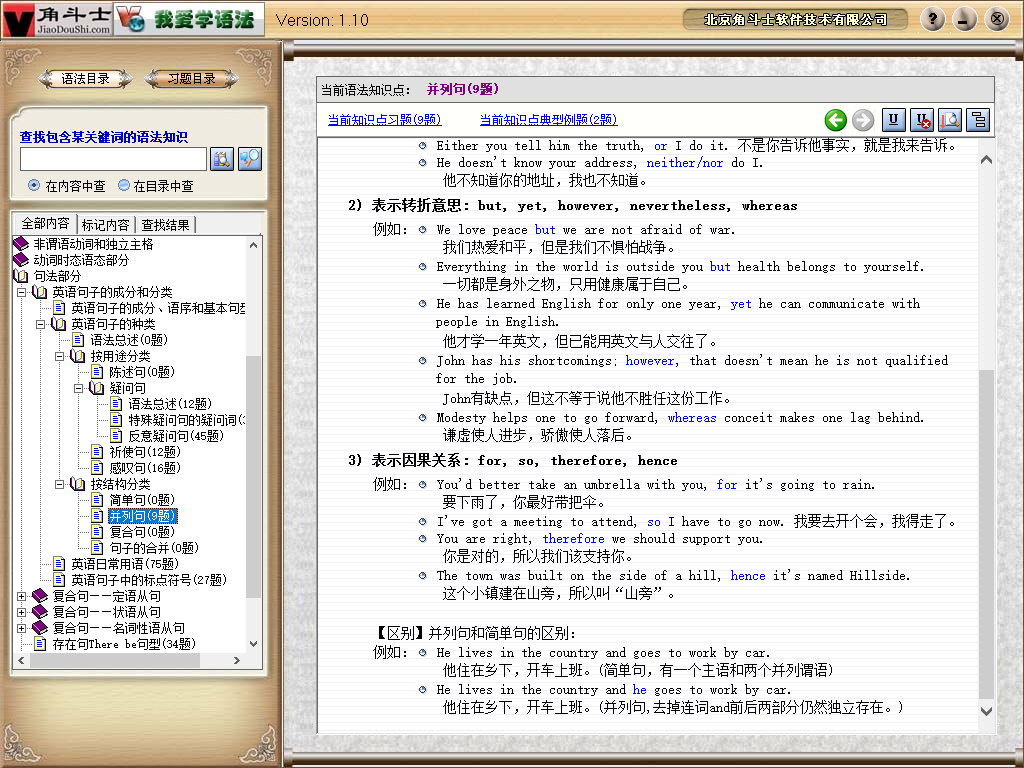 角斗士
JiaoDouShi.com
我爱学语法
Version: 1.10
北京角斗士软件技术有限公司
语法目录
习题目录
查找包含某关键词的语法知识
在内容中查
在目录中查
全部内容
标记内容
查找结果
非谓语动词和独立主格
动词时态语态部分
句法部分
英语句子的成分和分类
英语句子的成分、语序和基本句型
英语句子的种类
语法总述(0题)
按用途分类
陈述句(0题)
疑问句
语法总述(12题)
特殊疑问句的疑问词(
反意疑问句(45题)
祈使句(12题)
感叹句(16题)
按结构分类
简单句(0题)
并列句(9题)
复合句(0题)
句子的合并(0题)
英语日常用语(75题)
英语句子中的标点符号(27题)
复合句——定语从句
复合句——状语从句
复合句——名词性从句
存在句There be句型(34题)
当前语法知识点： 并列句(9题)
当前知识点习题(9题)
当前知识点典型例题(2题)
Either you tell him the truth, or I do it. 不是你告诉他事实，就是我来告诉。
He doesn't know your address, neither/nor do I.
他不知道你的地址，我也不知道。
2) 表示转折意思：but, yet, however, nevertheless, whereas
例如： We love peace but we are not afraid of war.
我们热爱和平，但是我们不惧怕战争。
Everything in the world is outside you but health belongs to yourself.
一切都是身外之物，只用健康属于自己。
He has learned English for only one year, yet he can communicate with
people in English.
他才学一年英文，但已能用英文与人交往了。
John has his shortcomings; however, that doesn't mean he is not qualified
for the job.
John有缺点，但这不等于说他不胜任这份工作。
Modesty helps one to go forward, whereas conceit makes one lag behind.
谦虚使人进步，骄傲使人落后。
3) 表示因果关系：for, so, therefore, hence
例如： You'd better take an umbrella with you, for it's going to rain.
要下雨了，你最好带把伞。
I've got a meeting to attend, so I have to go now. 我要去开个会，我得走了。
You are right, therefore we should support you.
你是对的，所以我们该支持你。
The town was built on the side of a hill, hence it's named Hillside.
这个小镇建在山旁，所以叫“山旁”。
【区别】并列句和简单句的区别：
例如： He lives in the country and goes to work by car.
他住在乡下，开车上班。(简单句，有一个主语和两个并列谓语)
He lives in the country and he goes to work by car.
他住在乡下，开车上班。(并列句,去掉连词and前后两部分仍然独立存在。)